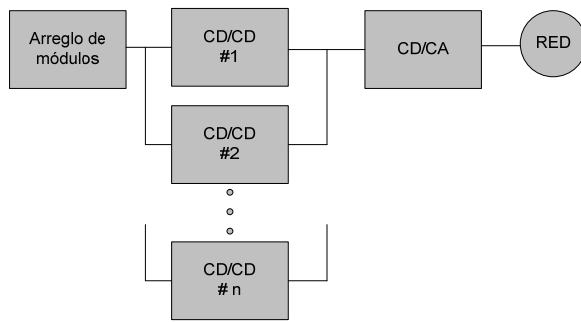 Arreglo de
módulos
CD/CD
#1
CD/CA
RED
CD/CD
#2
CD/CD
# n